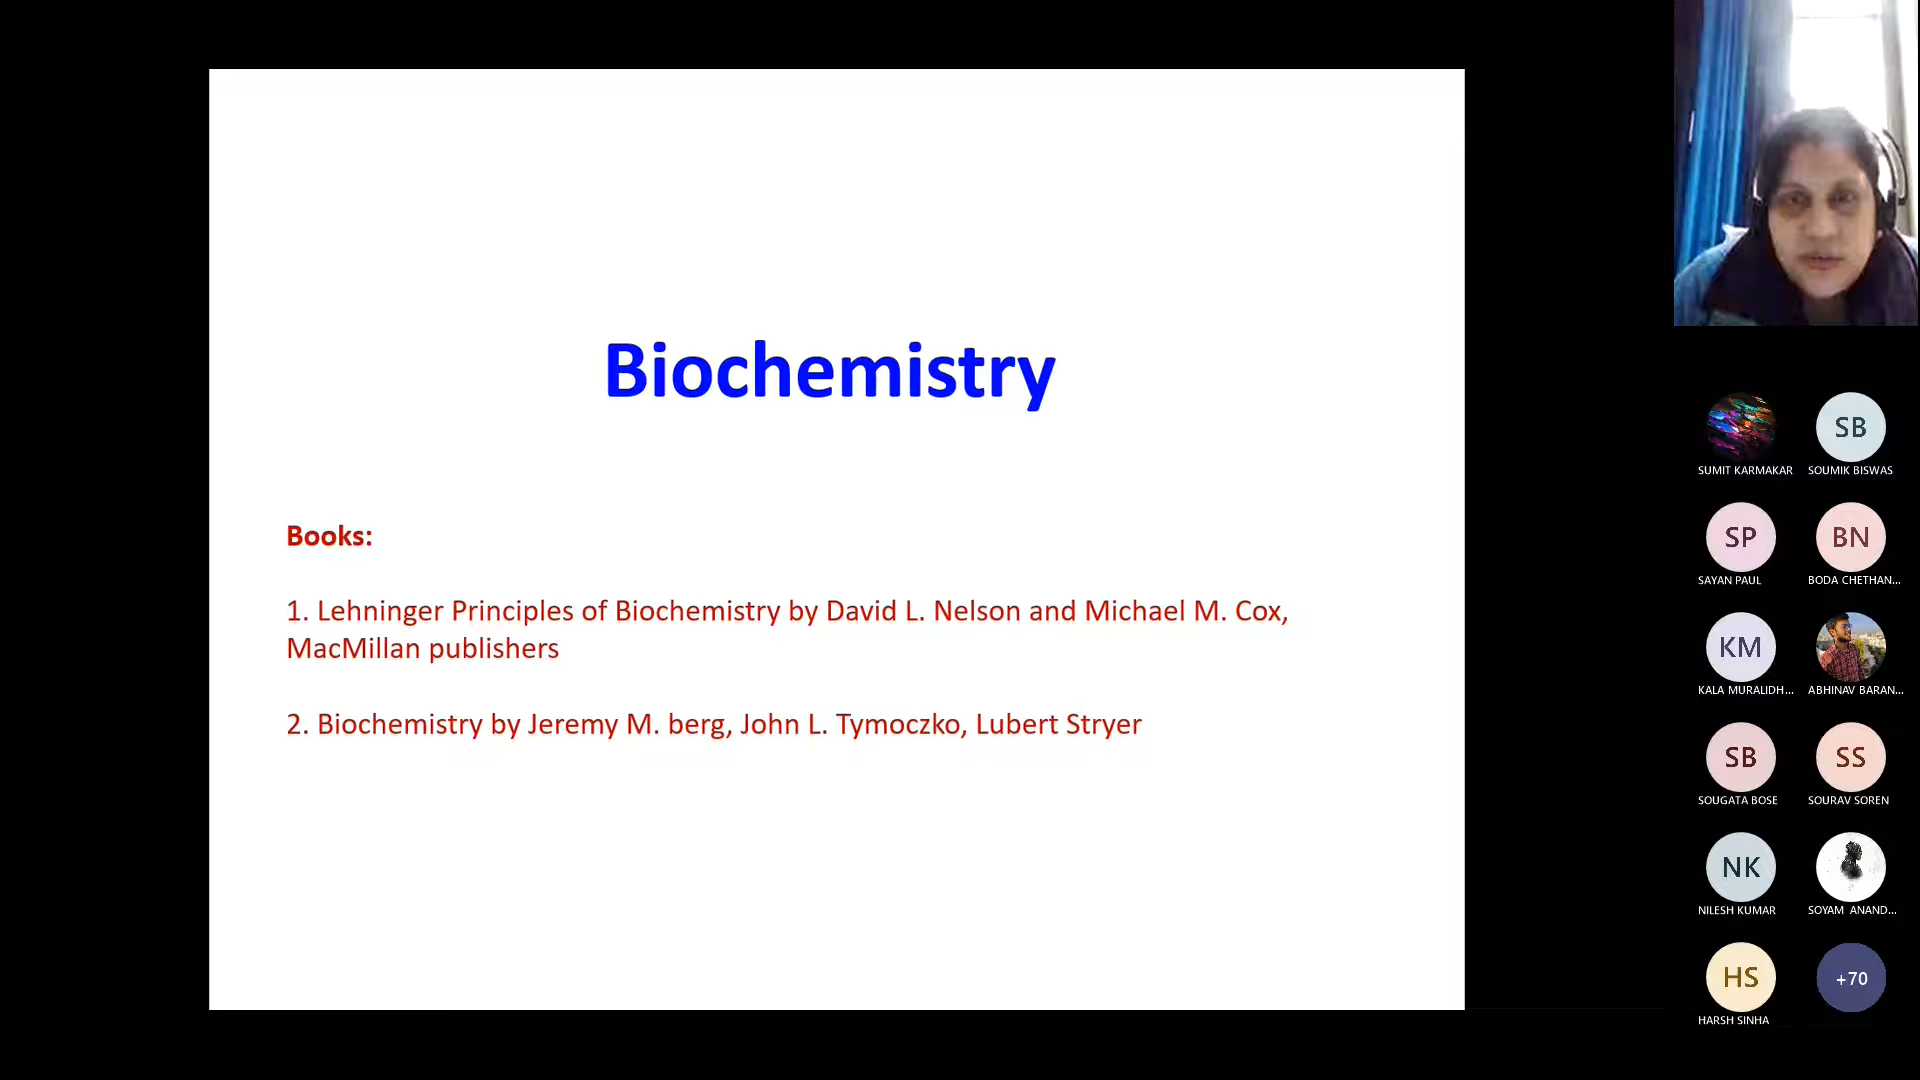 Biochemistry
Books:
1. Lehninger Principles of Biochemistry by David L. Nelson and Michael M. Cox,
MacMillan publishers
2. Biochemistry by Jeremy M. berg, John L. Tymoczko, Lubert Stryer
SB
SUMIT KARMAKAR
SOUMIK BISWAS
SP
BN
SAYAN PAUL
BODA CHETHAN...
KM
KALA MURALIDH...
ABHINAV BARAN...
SB
SS
SOUGATA BOSE
SOURAV SOREN
NK
NILESH KUMAR
SOYAM ANAND...
HS
+70
HARSH SINHA